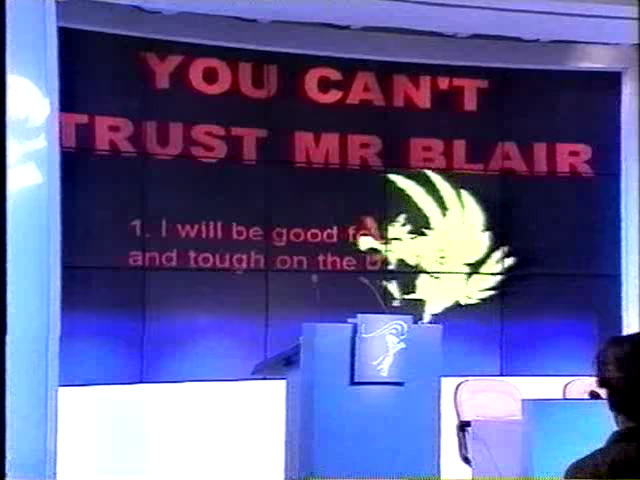 YOU CAN'T
TRUST MR BLAIR
1. I will be good
and tough on the